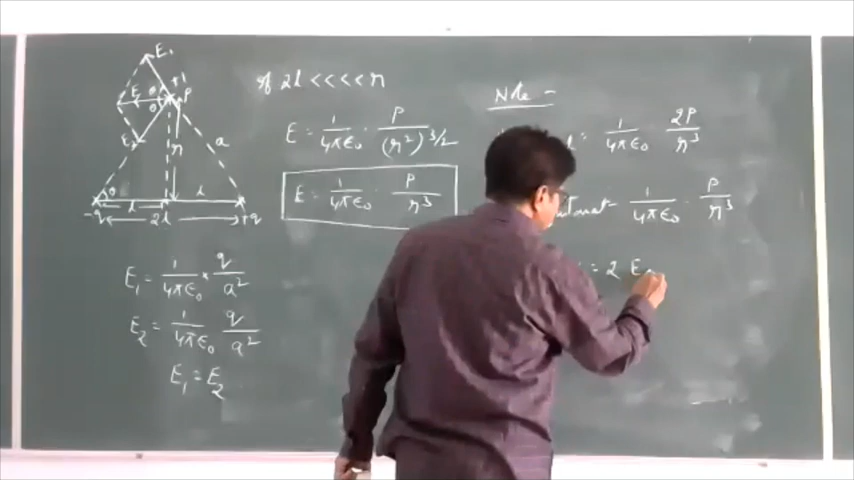 E₁
+1
θ
P
E
θ
E₂
r
a
θ
l
l
-q
2l
+q
E₁ = 1/4πε₀ × q/a²
E₂ = 1/4πε₀ q/a²
E₁ = E₂
If 2l <<<< r
E = 1/4πε₀ · P/(r²)^3/2
E = 1/4πε₀ · P/r³
Note -
= 1/4πε₀ · 2P/r³
1/4πε₀ · P/r³
= 2 E